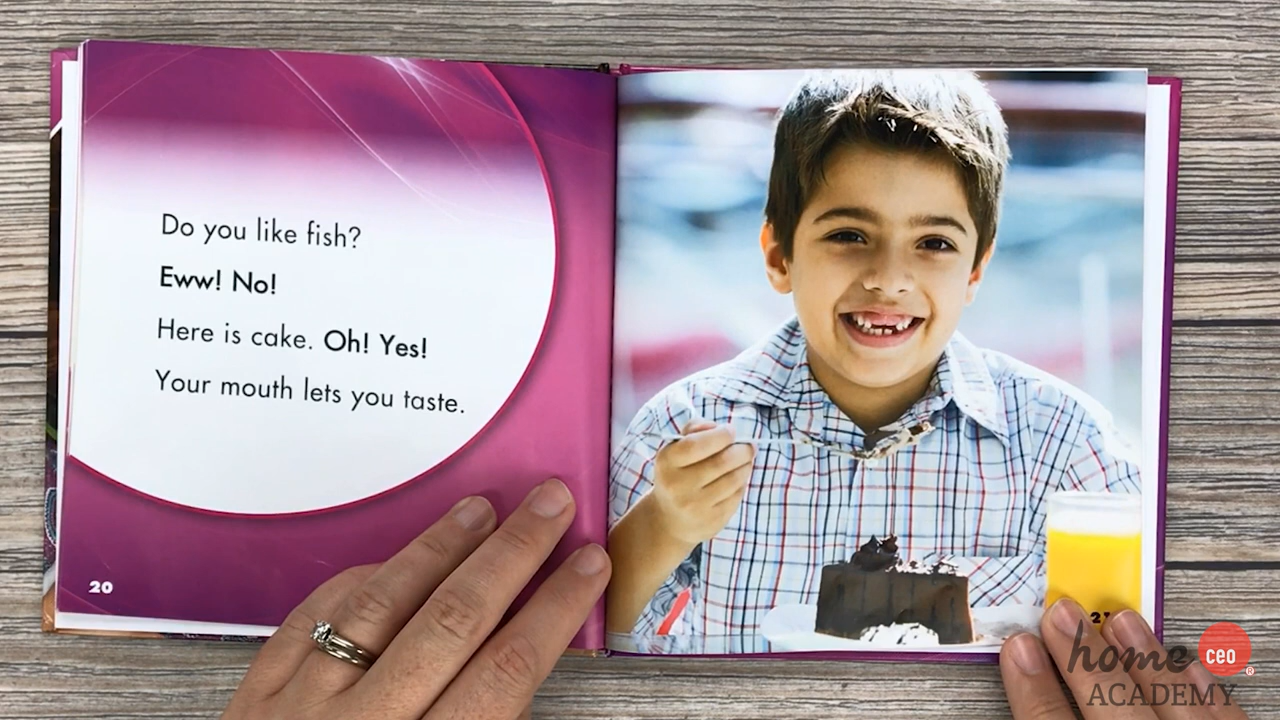 Do you like fish?
Eww! No!
Here is cake. Oh! Yes!
Your mouth lets you taste.
20
home ceo ®
ACADEMY